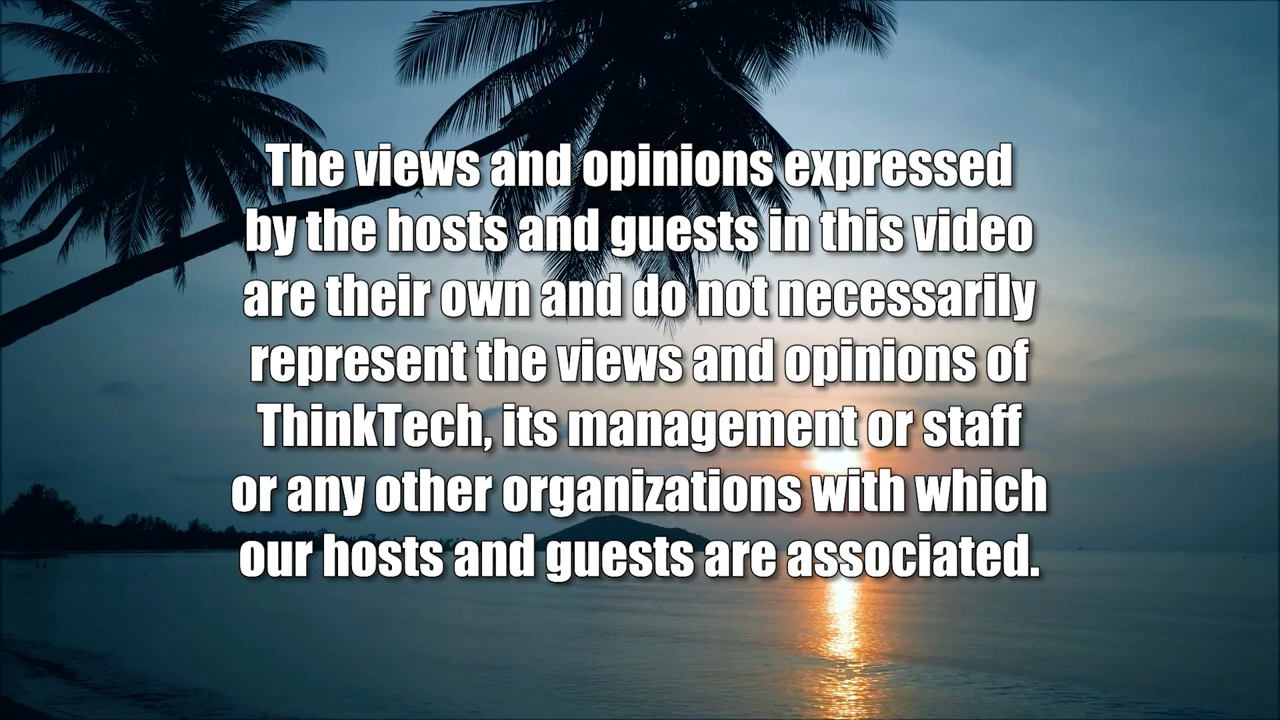 The views and opinions expressed
by the hosts and guests in this video
are their own and do not necessarily
represent the views and opinions of
ThinkTech, its management or staff
or any other organizations with which
our hosts and guests are associated.